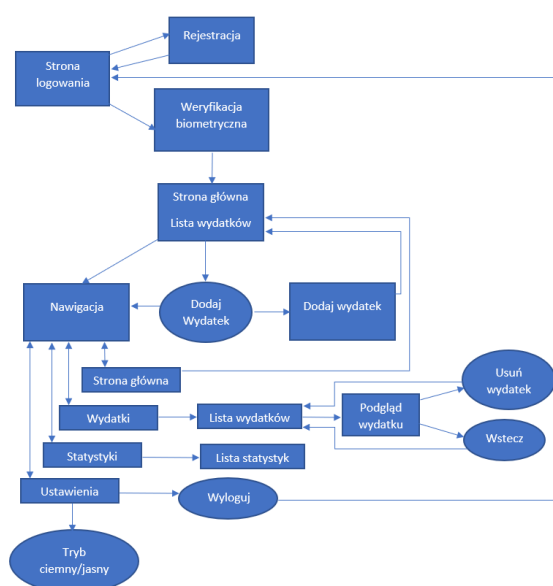 Rejestracja
Strona
logowania
Weryfikacja
biometryczna
Strona główna
Lista wydatków
Nawigacja
Dodaj
Wydatek
Dodaj wydatek
Strona główna
Usuń
wydatek
Wydatki
Lista wydatków
Podgląd
wydatku
Wstecz
Statystyki
Lista statystyk
Ustawienia
Wyloguj
Tryb
ciemny/jasny